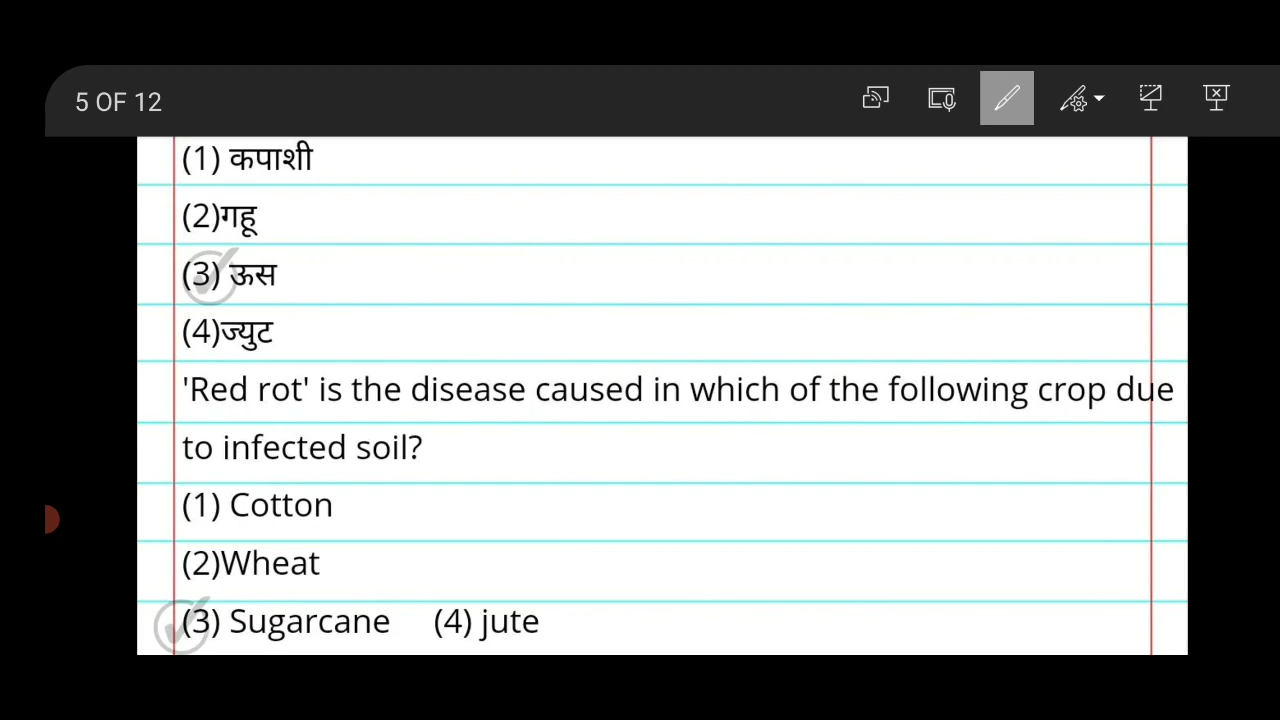 5 OF 12
(1) कपाशी
(2)गहू
(3) ऊस
(4)ज्युट
'Red rot' is the disease caused in which of the following crop due
to infected soil?
(1) Cotton
(2)Wheat
(3) Sugarcane (4) jute